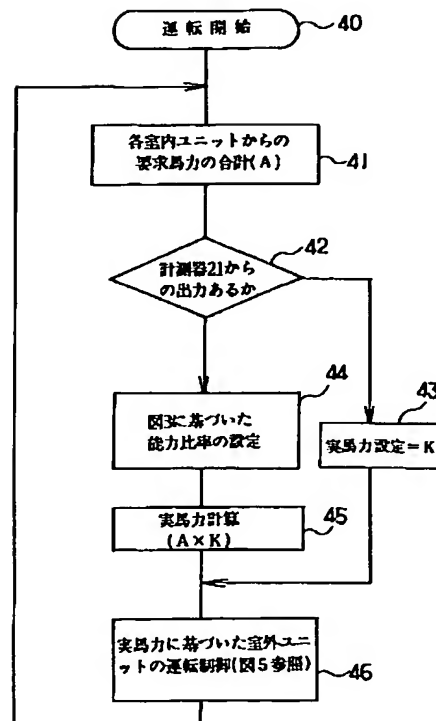 運転開始
40
各室内ユニットからの
要求馬力の合計(A)
41
42
計測器21から
の出力あるか
44
43
図3に基づいた
能力比率の設定
実馬力設定=K
実馬力計算
(A×K)
45
実馬力に基づいた室外ユニ
ットの運転制御(図5参照)
46